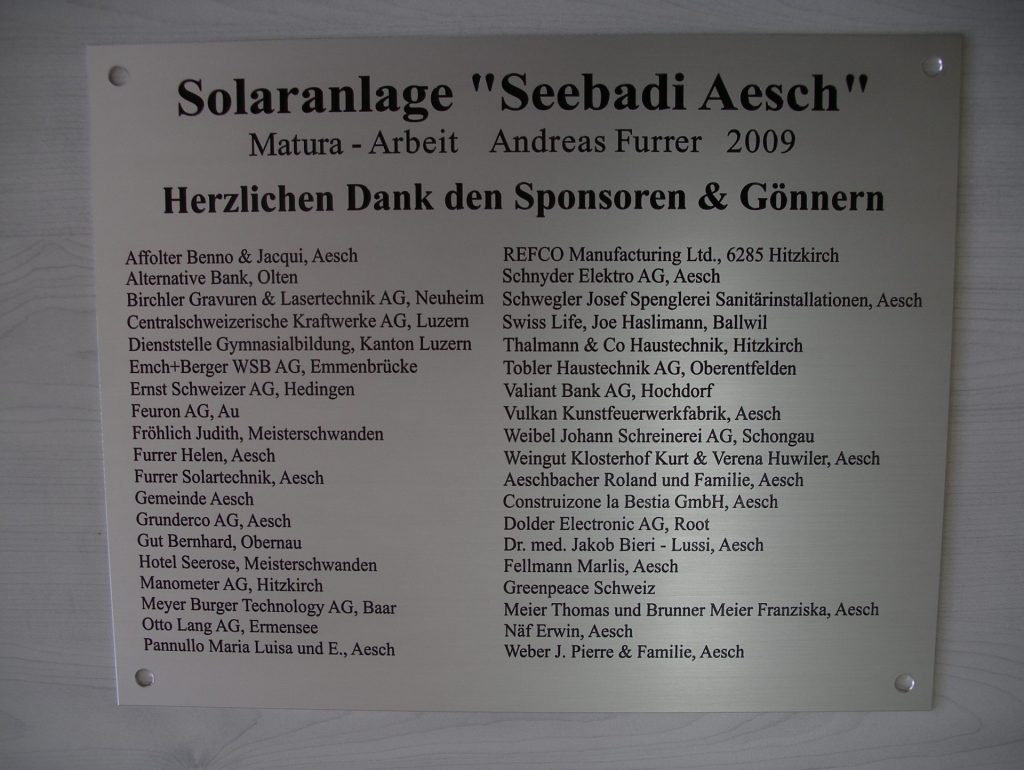 Solaranlage "Seebadi Aesch"
Matura - Arbeit Andreas Furrer 2009
Herzlichen Dank den Sponsoren & Gönnern
Affolter Benno & Jacqui, Aesch
Alternative Bank, Olten
Birchler Gravuren & Lasertechnik AG, Neuheim
Centralschweizerische Kraftwerke AG, Luzern
Dienststelle Gymnasialbildung, Kanton Luzern
Emch+Berger WSB AG, Emmenbrücke
Ernst Schweizer AG, Hedingen
Feuron AG, Au
Fröhlich Judith, Meisterschwanden
Furrer Helen, Aesch
Furrer Solartechnik, Aesch
Gemeinde Aesch
Grunderco AG, Aesch
Gut Bernhard, Obernau
Hotel Seerose, Meisterschwanden
Manometer AG, Hitzkirch
Meyer Burger Technology AG, Baar
Otto Lang AG, Ermensee
Pannullo Maria Luisa und E., Aesch
REFCO Manufacturing Ltd., 6285 Hitzkirch
Schnyder Elektro AG, Aesch
Schwegler Josef Spenglerei Sanitärinstallationen, Aesch
Swiss Life, Joe Haslimann, Ballwil
Thalmann & Co Haustechnik, Hitzkirch
Tobler Haustechnik AG, Oberentfelden
Valiant Bank AG, Hochdorf
Vulkan Kunstfeuerwerkfabrik, Aesch
Weibel Johann Schreinerei AG, Schongau
Weingut Klosterhof Kurt & Verena Huwiler, Aesch
Aeschbacher Roland und Familie, Aesch
Construizone la Bestia GmbH, Aesch
Dolder Electronic AG, Root
Dr. med. Jakob Bieri - Lussi, Aesch
Fellmann Marlis, Aesch
Greenpeace Schweiz
Meier Thomas und Brunner Meier Franziska, Aesch
Näf Erwin, Aesch
Weber J. Pierre & Familie, Aesch